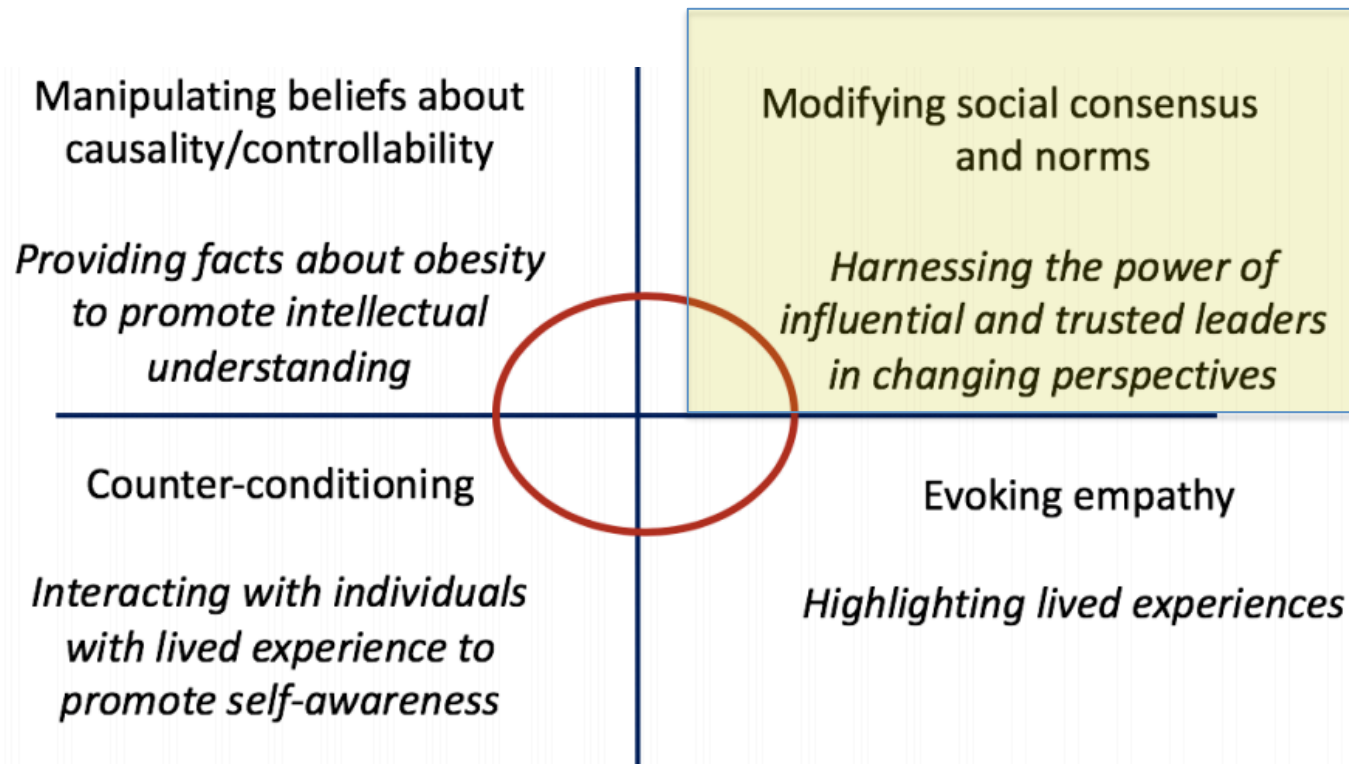 Manipulating beliefs about
causality/controllability
Providing facts about obesity
to promote intellectual
understanding
Modifying social consensus
and norms
Harnessing the power of
influential and trusted leaders
in changing perspectives
Counter-conditioning
Interacting with individuals
with lived experience to
promote self-awareness
Evoking empathy
Highlighting lived experiences